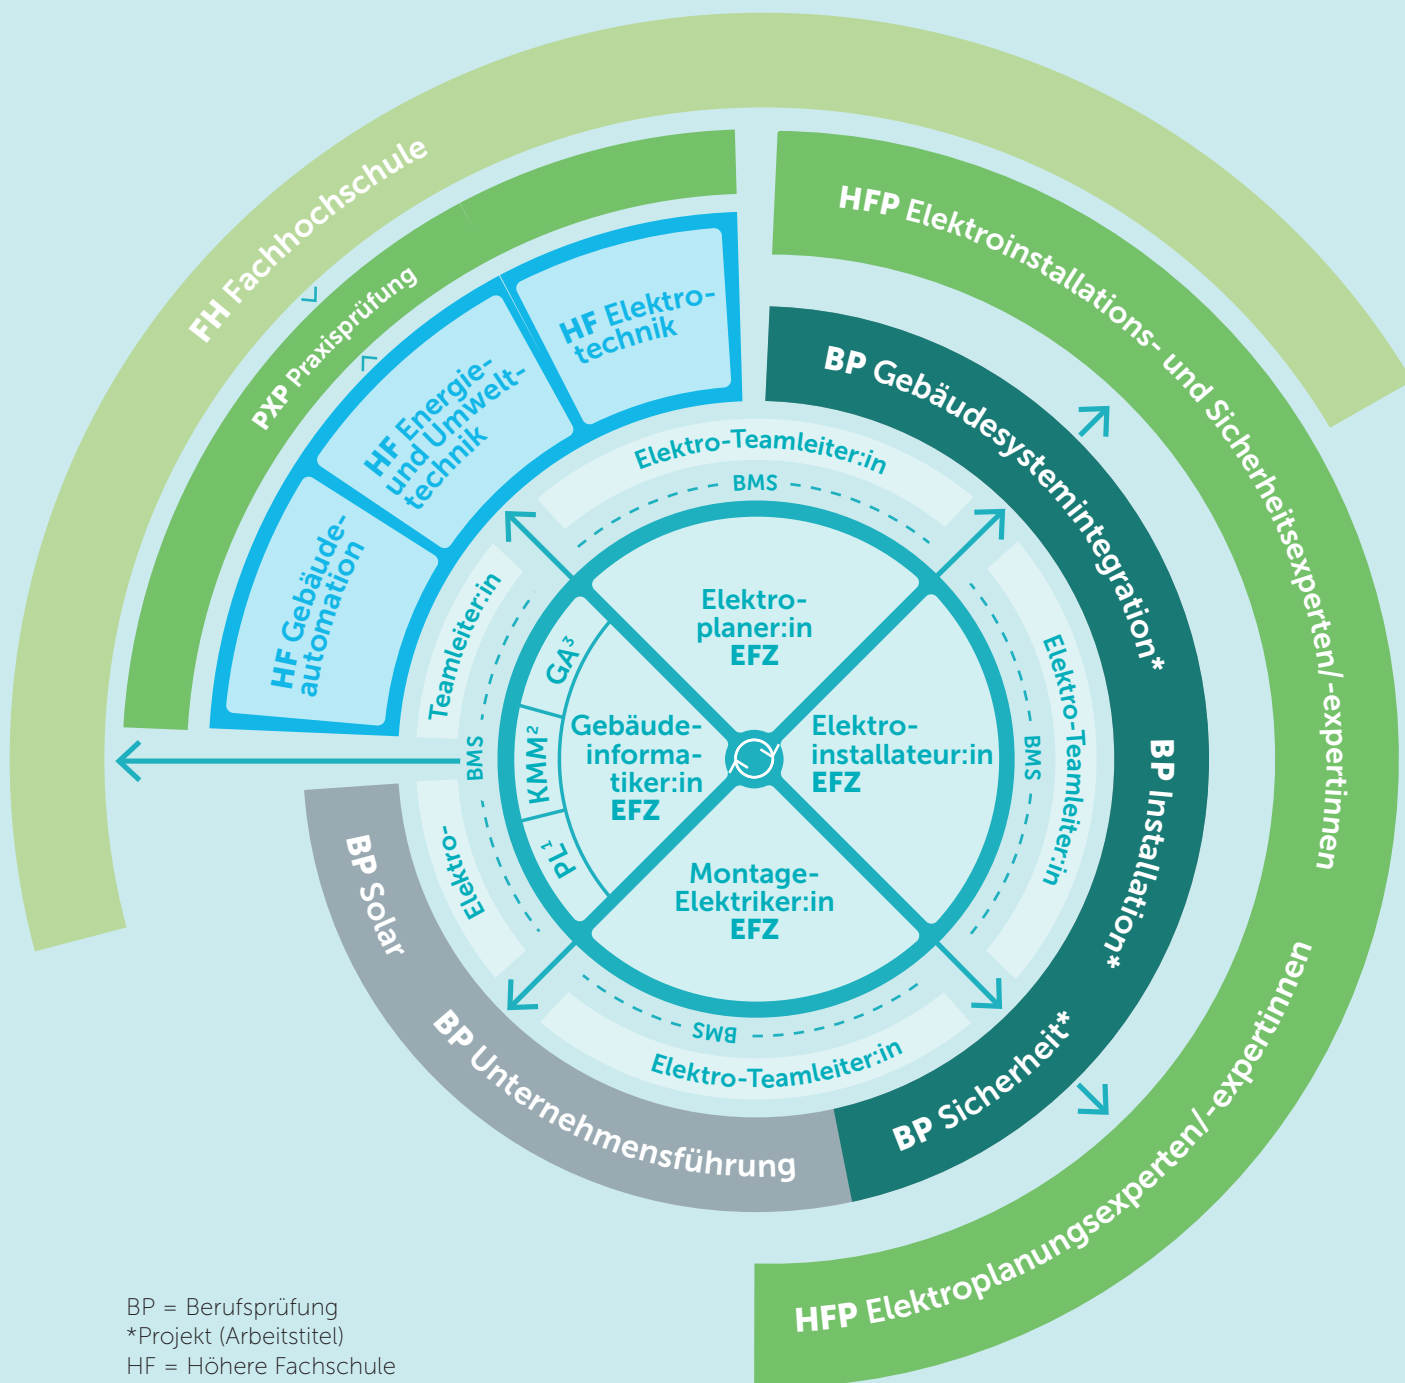 FH Fachhochschule
PXP Praxisprüfung
HF Elektro-
technik
HF Energie-
und Umwelt-
technik
HF Gebäude-
automation
HFP Elektroinstallations- und Sicherheitsexperten/-expertinnen
HFP Elektroplanungsexperten/-expertinnen
BP Gebäudesystemintegration*
BP Installation*
BP Sicherheit*
BP Unternehmensführung
BP Solar
Elektro-Teamleiter:in
BMS
Elektro-Teamleiter:in
BMS
Elektro-Teamleiter:in
BMS
Elektro-
Teamleiter:in
BMS
Elektro-
planer:in
EFZ
Elektro-
installateur:in
EFZ
Montage-
Elektriker:in
EFZ
Gebäude-
informa-
tiker:in
EFZ
GA³
KMM²
PL¹
BP = Berufsprüfung
*Projekt (Arbeitstitel)
HF = Höhere Fachschule